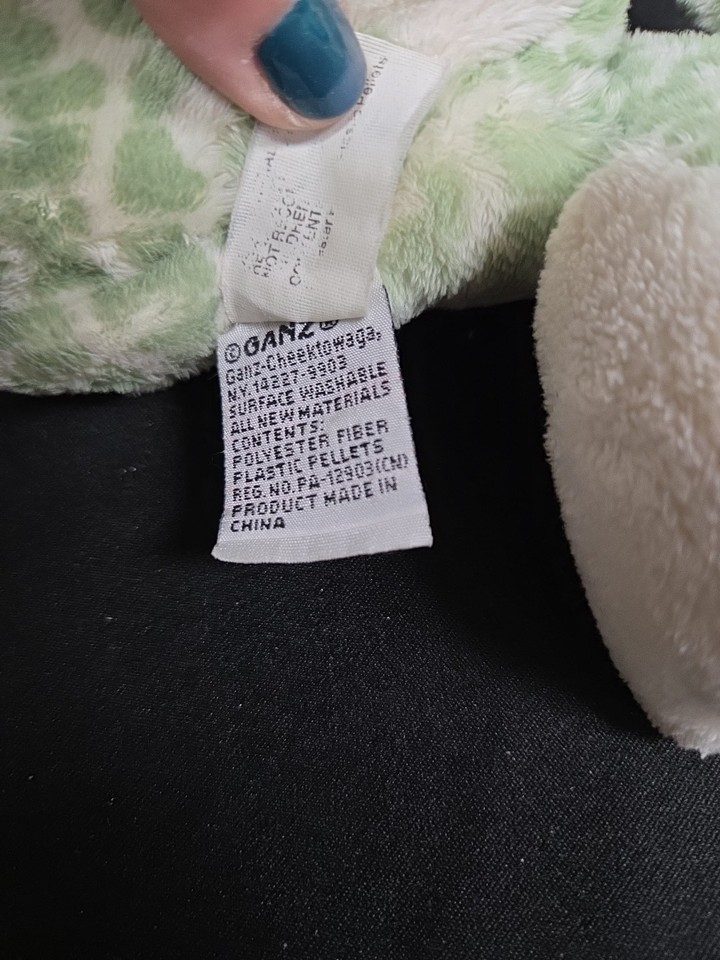 ©GANZ®
Ganz-Cheektowaga,
N.Y. 14227-9903
SURFACE WASHABLE
ALL NEW MATERIALS
CONTENTS:
POLYESTER FIBER
PLASTIC PELLETS
REG.NO.PA-12903(CN)
PRODUCT MADE IN
CHINA